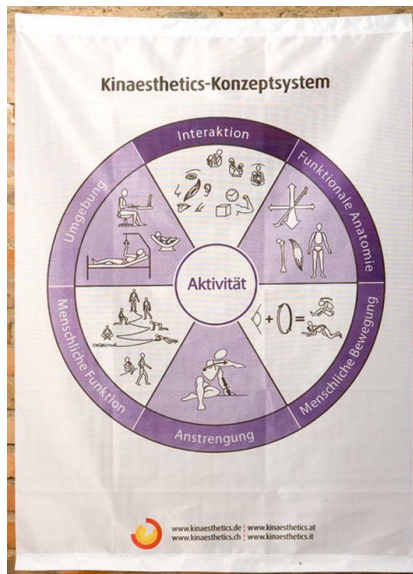 Kinaesthetics-Konzeptsystem
Interaktion
Funktionale Anatomie
Menschliche Bewegung
Anstrengung
Menschliche Funktion
Umgebung
Aktivität
+ =
www.kinaesthetics.de | www.kinaesthetics.at
www.kinaesthetics.ch | www.kinaesthetics.it